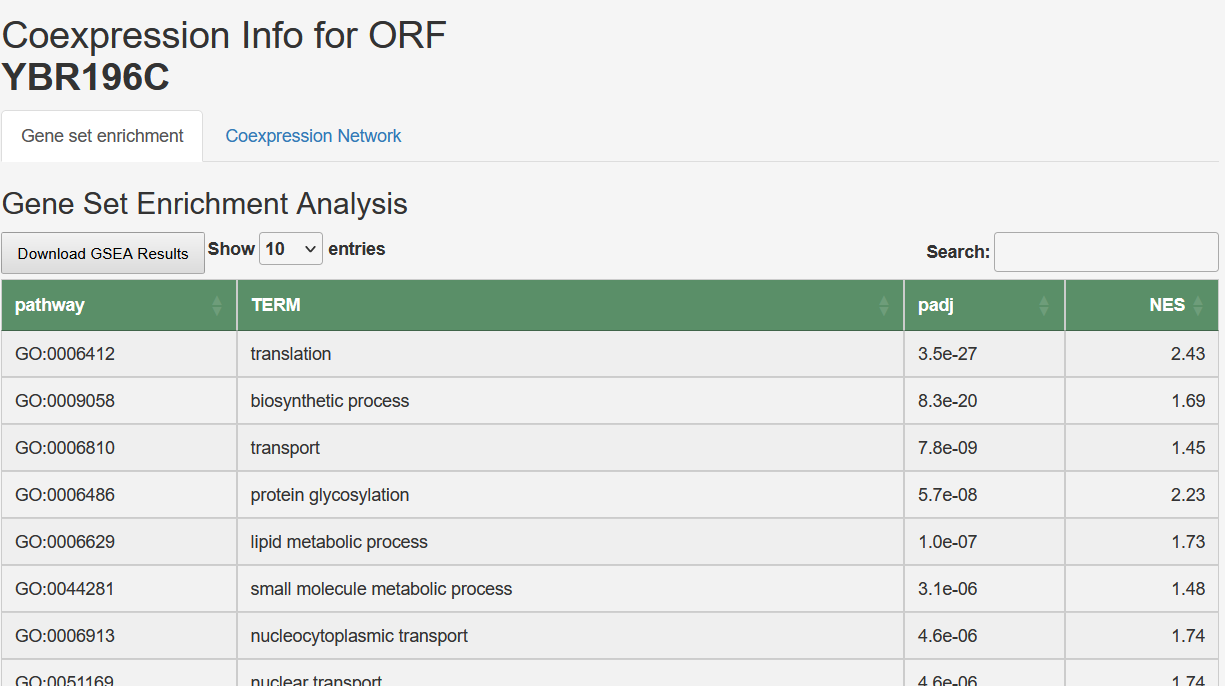 Coexpression Info for ORF
YBR196C
Gene set enrichment Coexpression Network
Gene Set Enrichment Analysis
Download GSEA Results Show 10 entries Search:
pathway TERM padj NES
GO:0006412 translation 3.5e-27 2.43
GO:0009058 biosynthetic process 8.3e-20 1.69
GO:0006810 transport 7.8e-09 1.45
GO:0006486 protein glycosylation 5.7e-08 2.23
GO:0006629 lipid metabolic process 1.0e-07 1.73
GO:0044281 small molecule metabolic process 3.1e-06 1.48
GO:0006913 nucleocytoplasmic transport 4.6e-06 1.74
GO:0051169 nuclear transport 4.6e-06 1.74